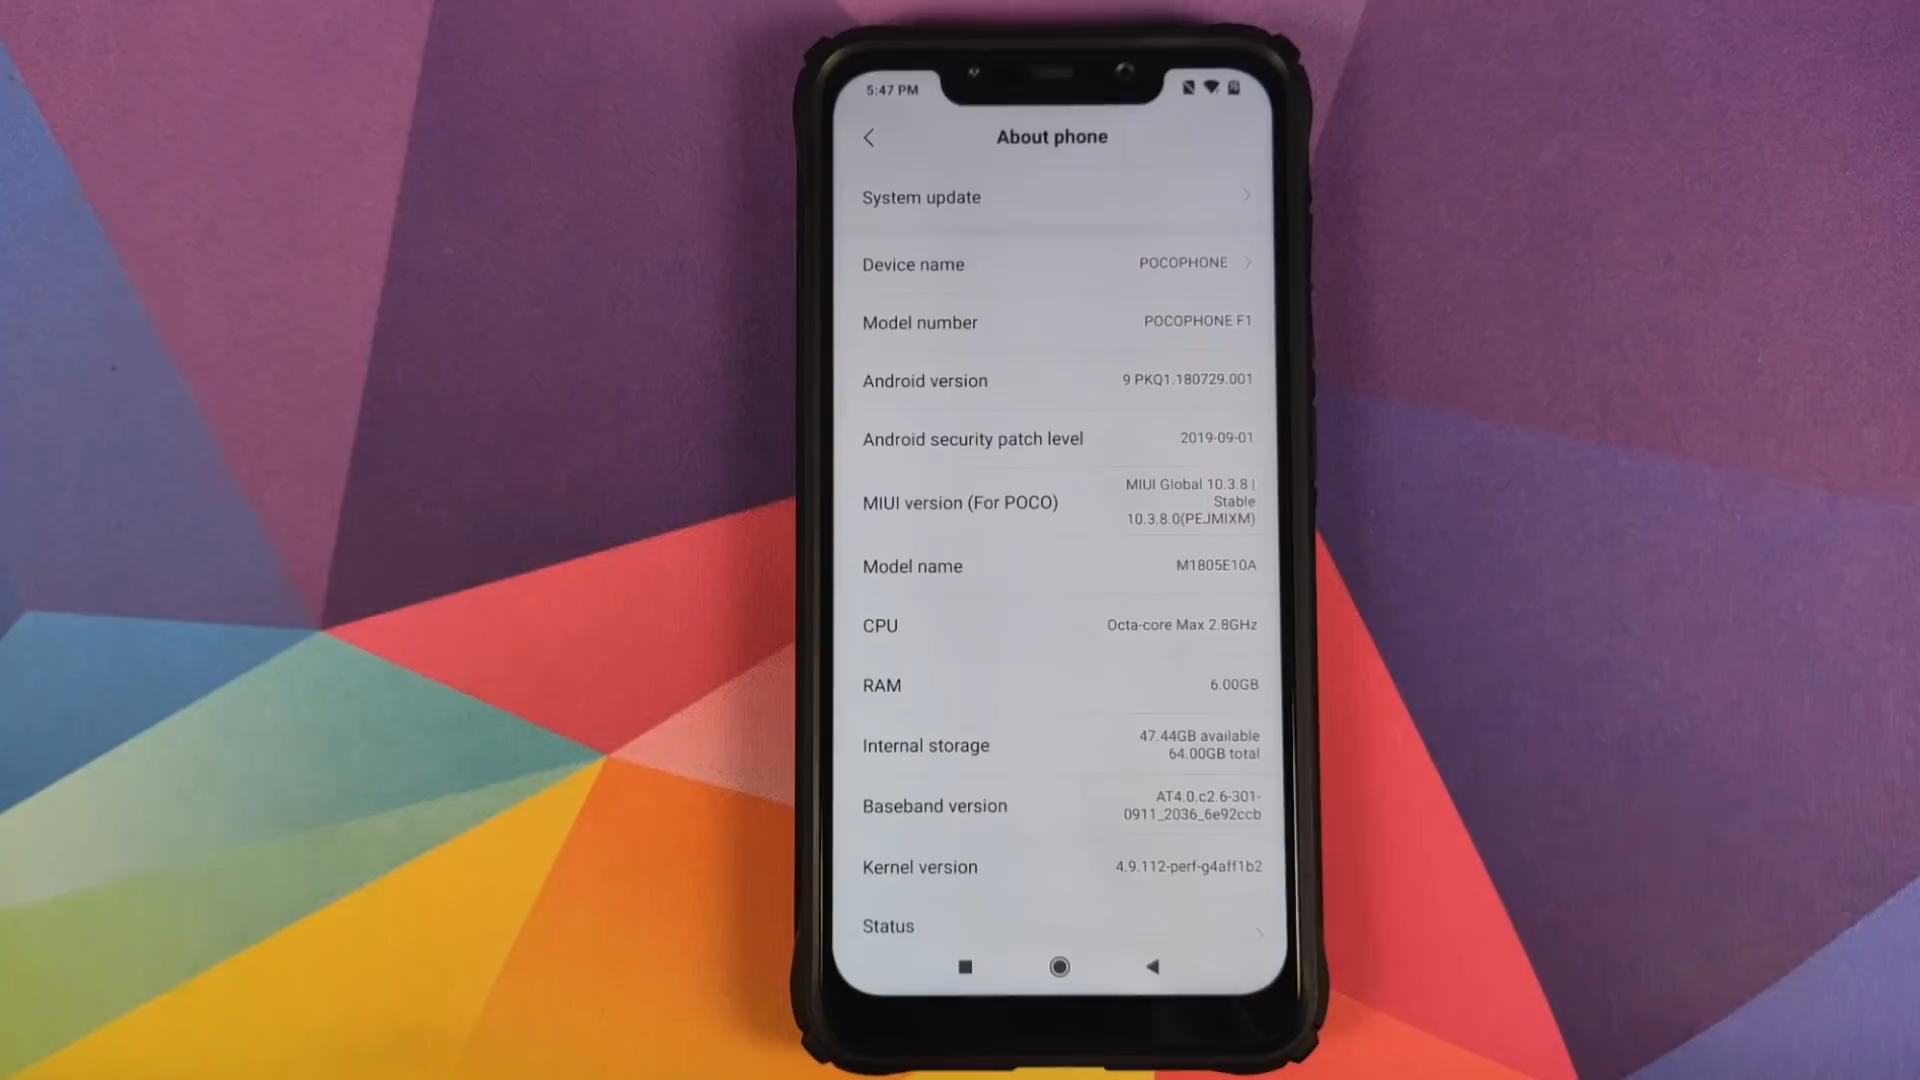 5:47 PM
About phone
System update
Device name POCOPHONE
Model number POCOPHONE F1
Android version 9 PKQ1.180729.001
Android security patch level 2019-09-01
MIUI version (For POCO) MIUI Global 10.3.8 |
Stable
10.3.8.0(PEJMIXM)
Model name M1805E10A
CPU Octa-core Max 2.8GHz
RAM 6.00GB
Internal storage 47.44GB available
64.00GB total
Baseband version AT4.0.c2.6-301-
0911_2036_6e92ccb
Kernel version 4.9.112-perf-g4aff1b2
Status